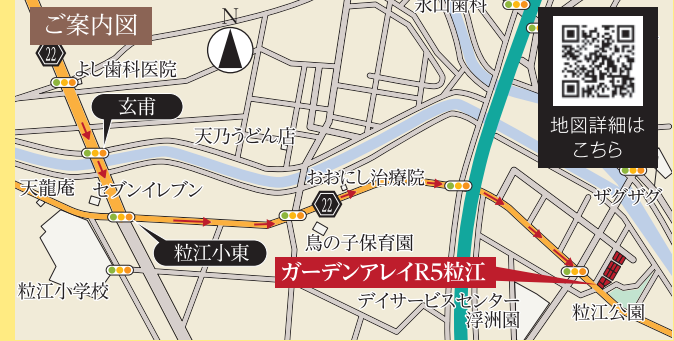 ご案内図
N
永田歯科
22
よし歯科医院
玄甫
天乃うどん店
地図詳細は
こちら
天龍庵
セブンイレブン
おおにし治療院
22
ザグザグ
粒江小東
鳥の子保育園
ガーデンアレイR5粒江
粒江小学校
デイサービスセンター
浮洲園
粒江公園